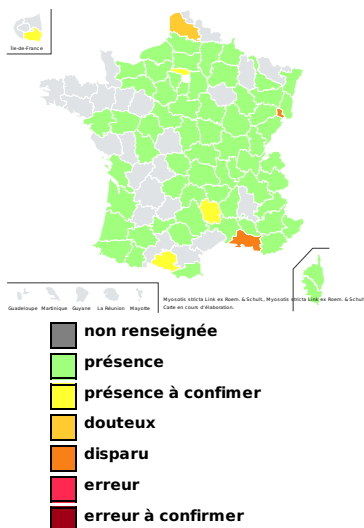 Île-de-France
Guadeloupe Martinique Guyane La Réunion Mayotte
Myosotis stricta Link ex Roem. & Schult., Myosotis stricta Link ex Roem. & Schult.
Carte en cours d'élaboration.
non renseignée
présence
présence à confimer
douteux
disparu
erreur
erreur à confirmer